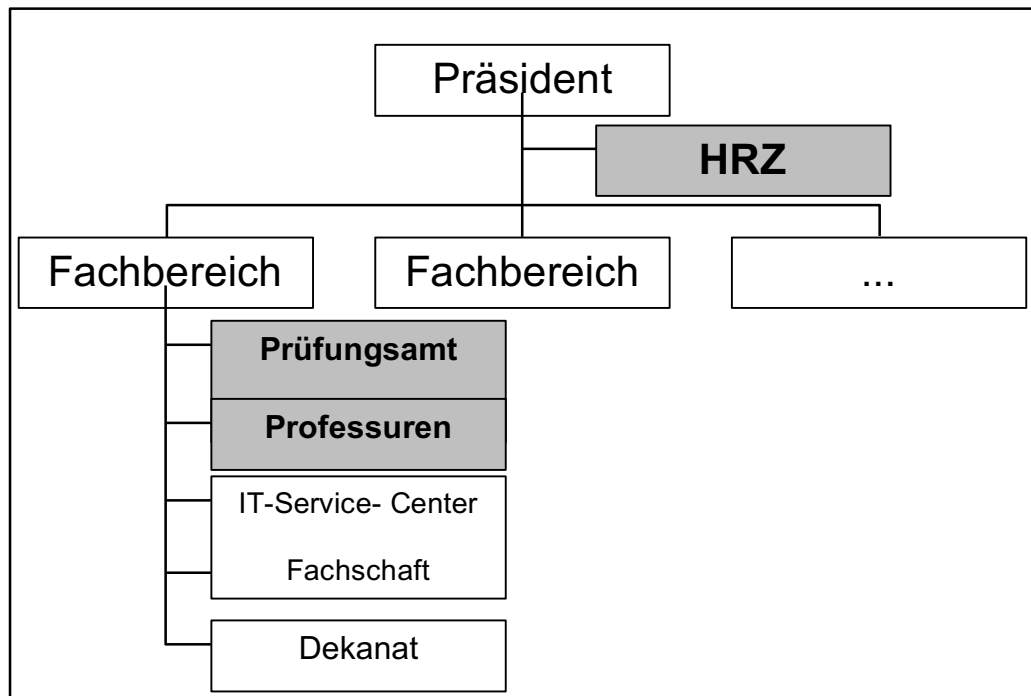 Präsident
HRZ
Fachbereich
Fachbereich
...
Prüfungsamt
Professuren
IT-Service- Center
Fachschaft
Dekanat